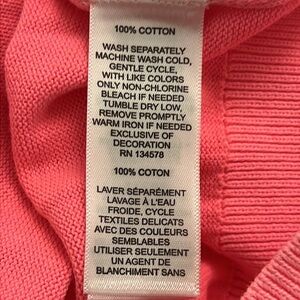 100% COTTON
WASH SEPARATELY
MACHINE WASH COLD,
GENTLE CYCLE,
WITH LIKE COLORS
ONLY NON-CHLORINE
BLEACH IF NEEDED
TUMBLE DRY LOW,
REMOVE PROMPTLY
WARM IRON IF NEEDED
EXCLUSIVE OF
DECORATION
RN 134578
100% COTON
LAVER SÉPARÉMENT
LAVAGE À L'EAU
FROIDE, CYCLE
TEXTILES DELICATS
AVEC DES COULEURS
SEMBLABLES
UTILISER SEULEMENT
UN AGENT DE
BLANCHIMENT SANS